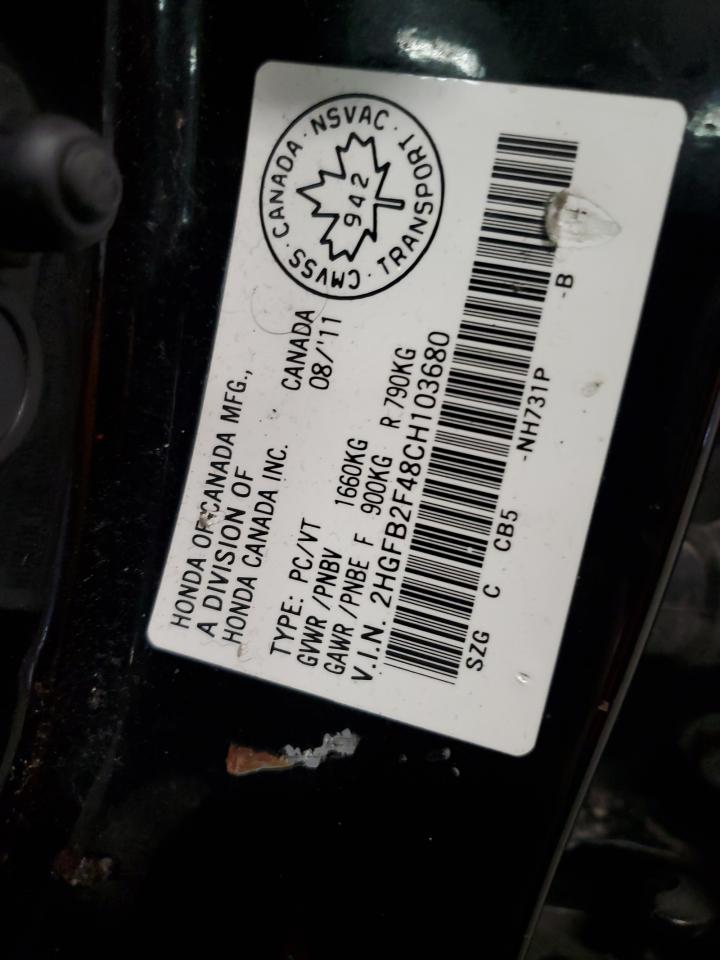 HONDA OF CANADA MFG.,
A DIVISION OF
HONDA CANADA INC.
CANADA
08/'11
TYPE: PC/VT
GVWR/PNBV 1660KG
GAWR/PNBE F 900KG R 790KG
V.I.N. 2HGFB2F48CH103680
SZG C CB5 -NH731P -B
CANADA · NSVAC · TRANSPORT · CMVSS ·
942